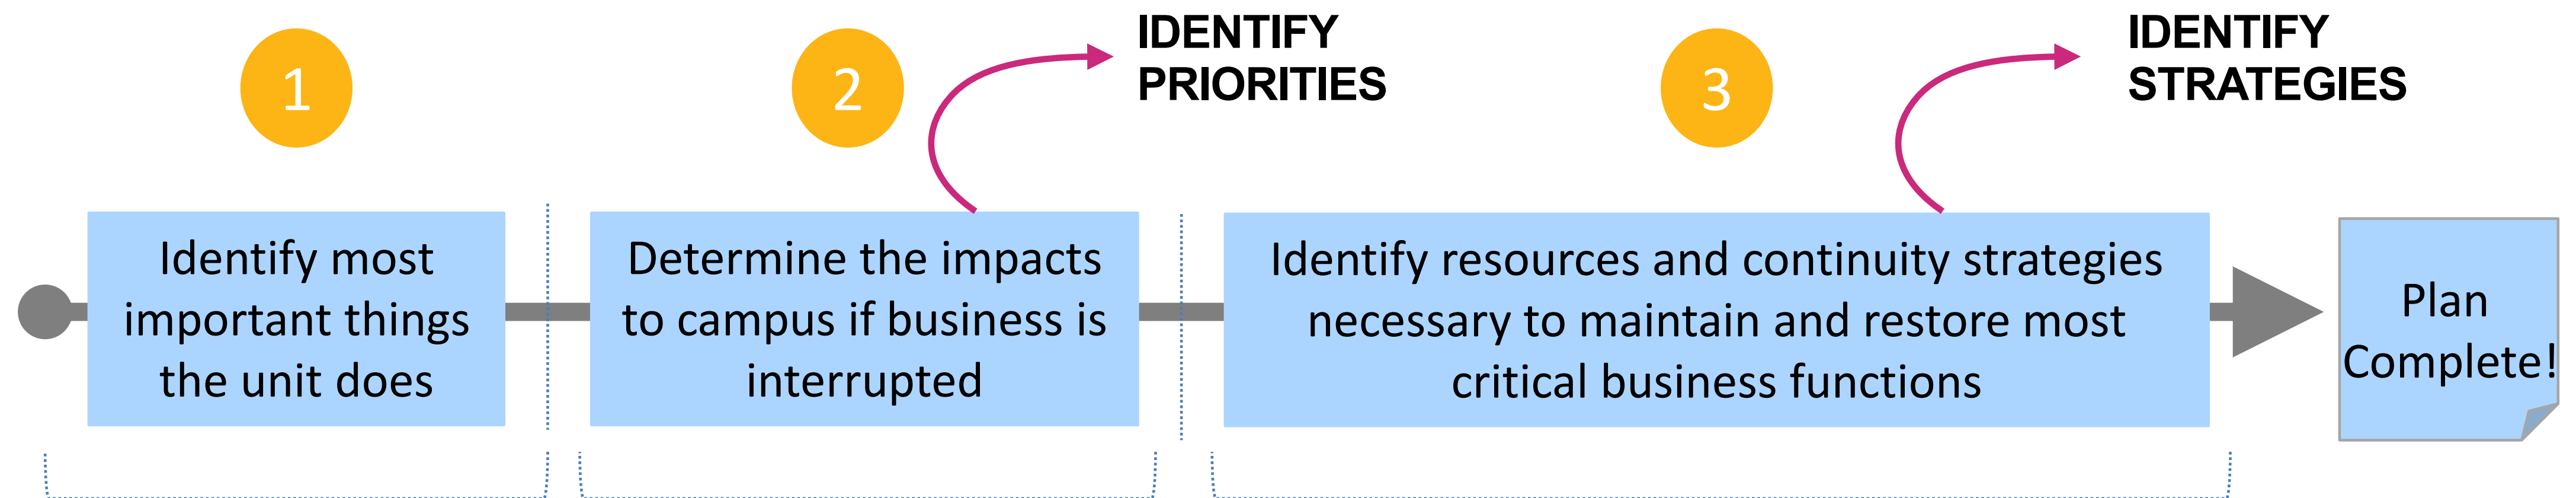 1
2
IDENTIFY
PRIORITIES
3
IDENTIFY
STRATEGIES
Identify most
important things
the unit does
Determine the impacts
to campus if business is
interrupted
Identify resources and continuity strategies
necessary to maintain and restore most
critical business functions
Plan
Complete!